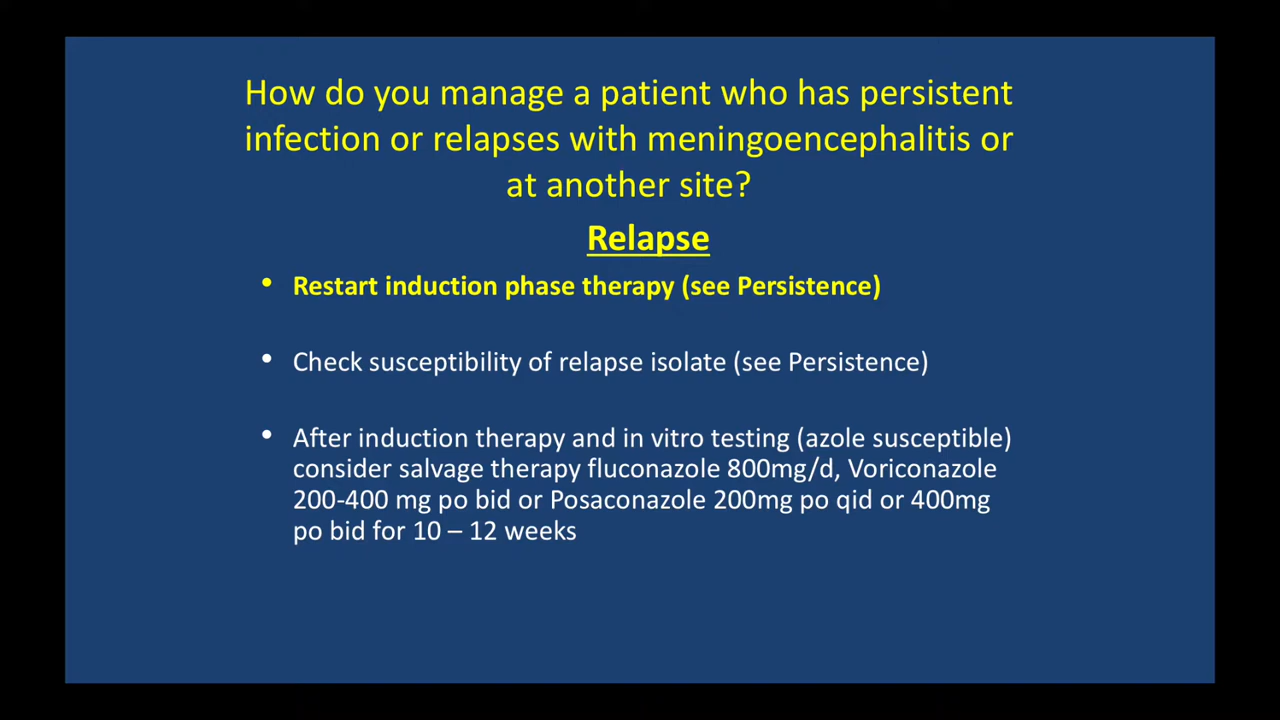 How do you manage a patient who has persistent
infection or relapses with meningoencephalitis or
at another site?
Relapse
• Restart induction phase therapy (see Persistence)
• Check susceptibility of relapse isolate (see Persistence)
• After induction therapy and in vitro testing (azole susceptible)
consider salvage therapy fluconazole 800mg/d, Voriconazole
200-400 mg po bid or Posaconazole 200mg po qid or 400mg
po bid for 10 – 12 weeks